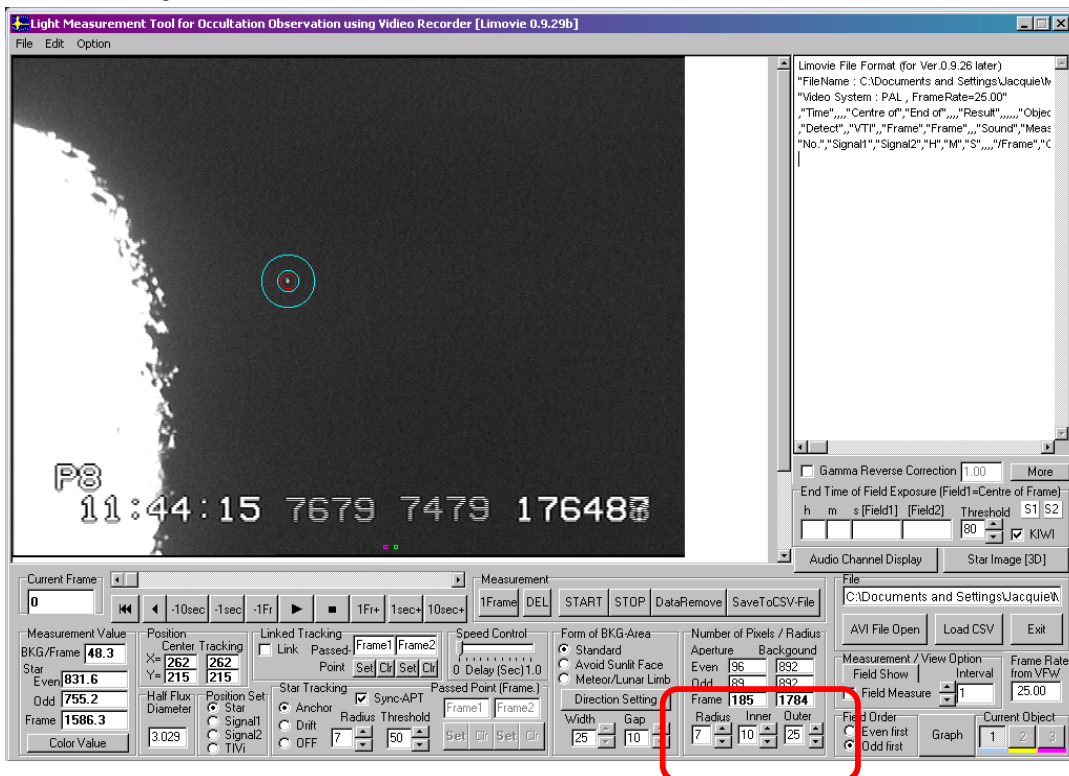 Light Measurement Tool for Occultation Observation using Video Recorder [Limovie 0.9.29b]
File Edit Option
Limovie File Format (for Ver.0.9.26 later)
"FileName : C:\Documents and Settings\Jacquie\
"Video System : PAL , FrameRate=25.00"
,"Time",,,,"Centre of","End of",,,,"Result",,,,,,"Objec
,"Detect",,"VTI",,"Frame","Frame",,,"Sound","Meas
"No.","Signal1","Signal2","H","M","S",,,,"/Frame","C
P8
11:44:15 7679 7479
Gamma Reverse Correction 1.00 More
End Time of Field Exposure (Field1=Centre of Frame)
h m s [Field1] [Field2] Threshold S1 S2
80 KIWI
Audio Channel Display Star Image [3D]
Current Frame
0
-10sec -1sec -1Fr 1Fr+ 1sec+ 10sec+
Measurement
1Frame DEL START STOP DataRemove SaveToCSV-File
File
C:\Documents and Settings\Jacquie\
AVI File Open Load CSV Exit
Measurement Value
BKG/Frame 48.3
Star
Even 831.6
Odd 755.2
Frame 1586.3
Color Value
Position
Center Tracking
X= 262 262
Y= 215 215
Half Flux Diameter
3.029
Position Set
Star
Signal1
Signal2
TIVi
Linked Tracking
Link Passed- Frame1 Frame2
Point Set Clr Set Clr
Star Tracking
Anchor Sync-APT
Drift Radius Threshold
OFF 7 50
Speed Control
0 Delay (Sec) 1.0
Passed Point (Frame.)
Frame1 Frame2
Set Clr Set Clr
Form of BKG-Area
Standard
Avoid Sunlit Face
Meteor/Lunar Limb
Direction Setting
Width Gap
25 10
Number of Pixels / Radius
Aperture Backgound
Even 96 892
Odd 89 892
Frame 185 1784
Radius Inner Outer
7 10 25
Measurement / View Option
Field Show Interval
Field Measure 1
Frame Rate from VFW
25.00
Field Order
Even first
Odd first
Graph
Current Object
1 2 3